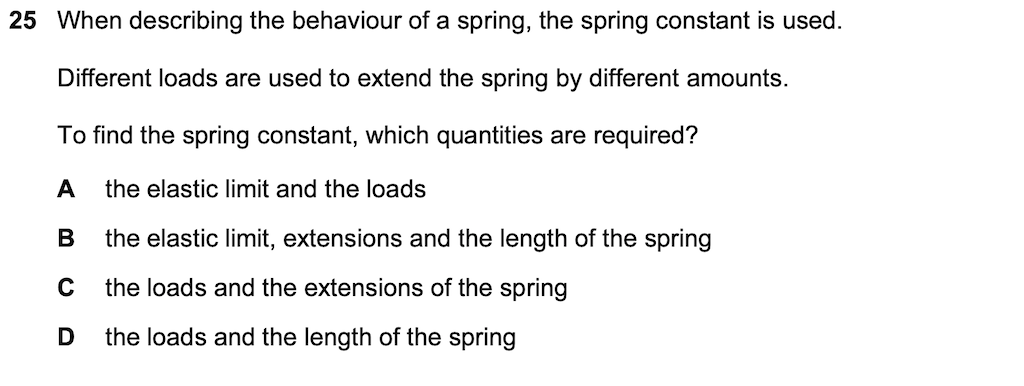 25 When describing the behaviour of a spring, the spring constant is used.
Different loads are used to extend the spring by different amounts.
To find the spring constant, which quantities are required?
A the elastic limit and the loads
B the elastic limit, extensions and the length of the spring
C the loads and the extensions of the spring
D the loads and the length of the spring